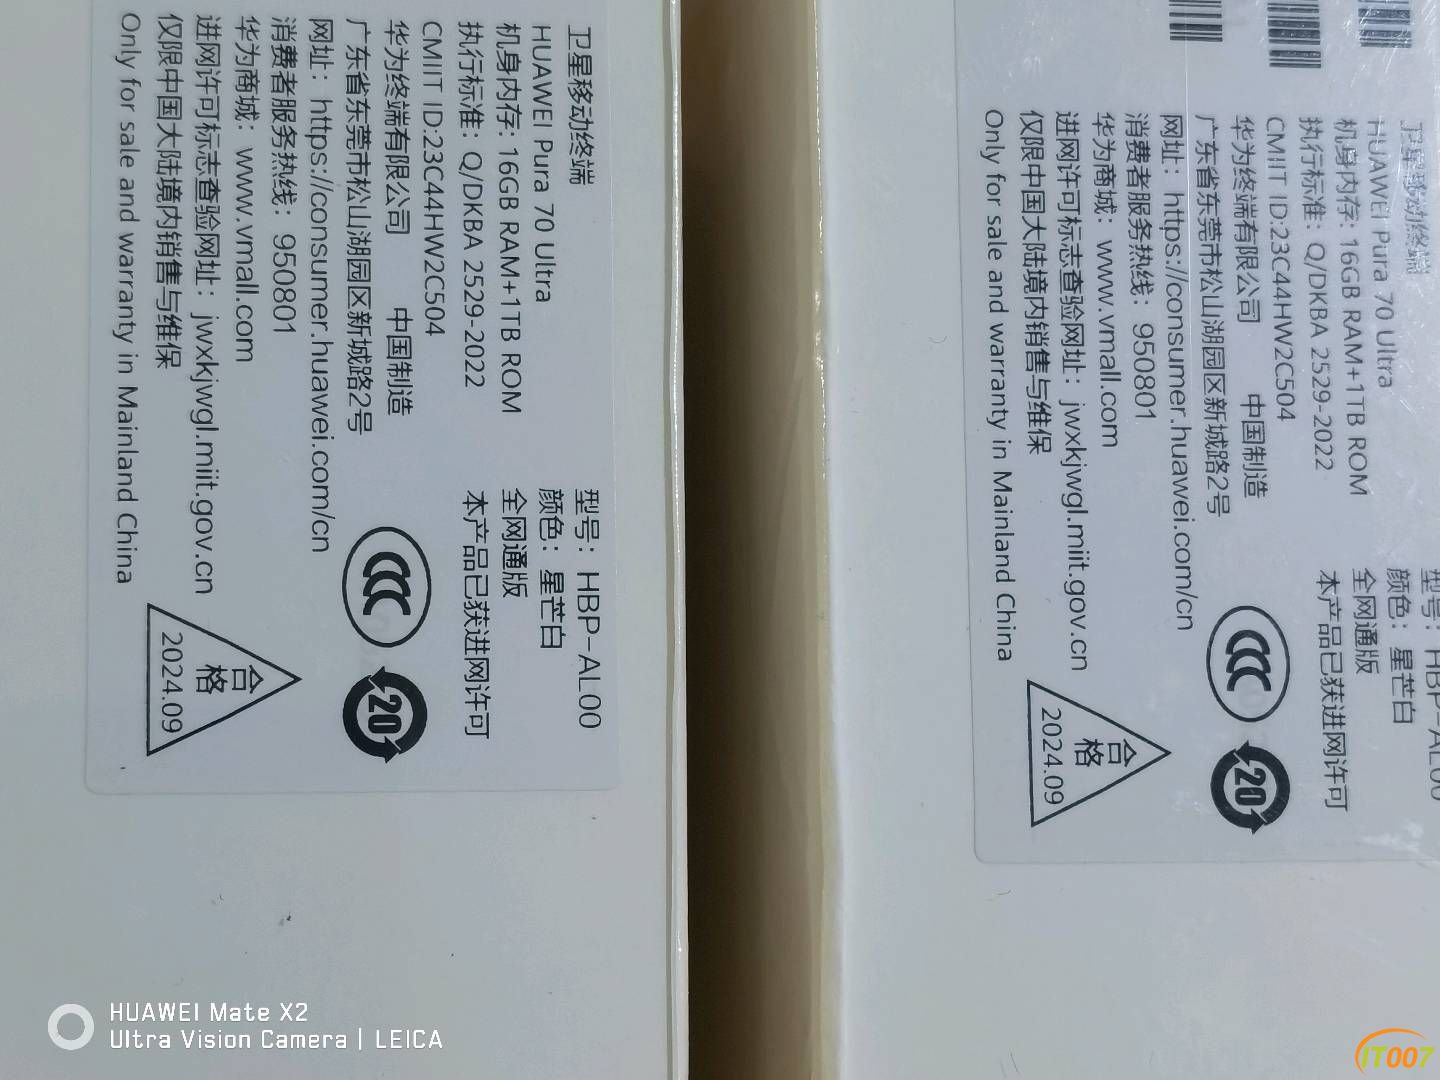 卫星移动终端
HUAWEI Pura 70 Ultra
机身内存: 16GB RAM+1TB ROM
执行标准: Q/DKBA 2529-2022
CMIIT ID:23C44HW2C504
华为终端有限公司 中国制造
广东省东莞市松山湖园区新城路2号
网址: https://consumer.huawei.com/cn
消费者服务热线: 950801
华为商城: www.vmall.com
进网许可标志查验网址: jwxkjwgl.miit.gov.cn
仅限中国大陆境内销售与维保
Only for sale and warranty in Mainland China
型号: HBP-AL00
颜色: 星芒白
全网通版
本产品已获进网许可
CCC
20
合格
2024.09
卫星移动终端
HUAWEI Pura 70 Ultra
机身内存: 16GB RAM+1TB ROM
执行标准: Q/DKBA 2529-2022
CMIIT ID:23C44HW2C504
华为终端有限公司 中国制造
广东省东莞市松山湖园区新城路2号
网址: https://consumer.huawei.com/cn
消费者服务热线: 950801
华为商城: www.vmall.com
进网许可标志查验网址: jwxkjwgl.miit.gov.cn
仅限中国大陆境内销售与维保
Only for sale and warranty in Mainland China
型号: HBP-AL00
颜色: 星芒白
全网通版
本产品已获进网许可
CCC
20
合格
2024.09
HUAWEI Mate X2
Ultra Vision Camera | LEICA
IT007